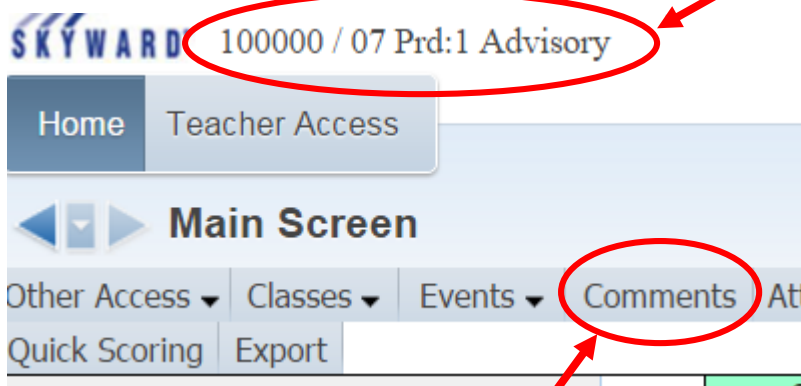 SKYWARD 100000 / 07 Prd:1 Advisory
Home Teacher Access
Main Screen
Other Access Classes Events Comments Att
Quick Scoring Export